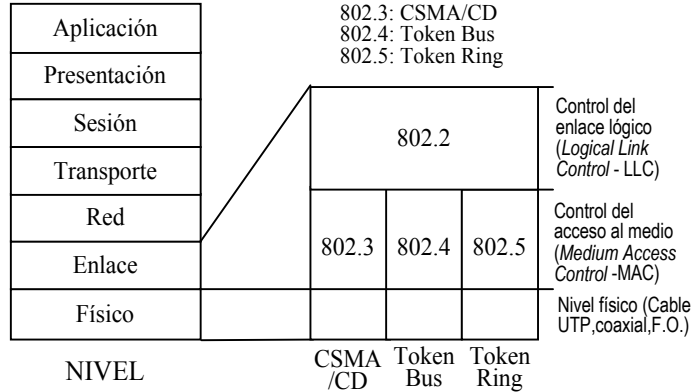 Aplicación
Presentación
Sesión
Transporte
Red
Enlace
Físico
NIVEL
802.3: CSMA/CD
802.4: Token Bus
802.5: Token Ring
802.2
802.3 802.4 802.5
CSMA
/CD
Token
Bus
Token
Ring
Control del
enlace lógico
(Logical Link
Control - LLC)
Control del
acceso al medio
(Medium Access
Control -MAC)
Nivel físico (Cable
UTP,coaxial,F.O.)